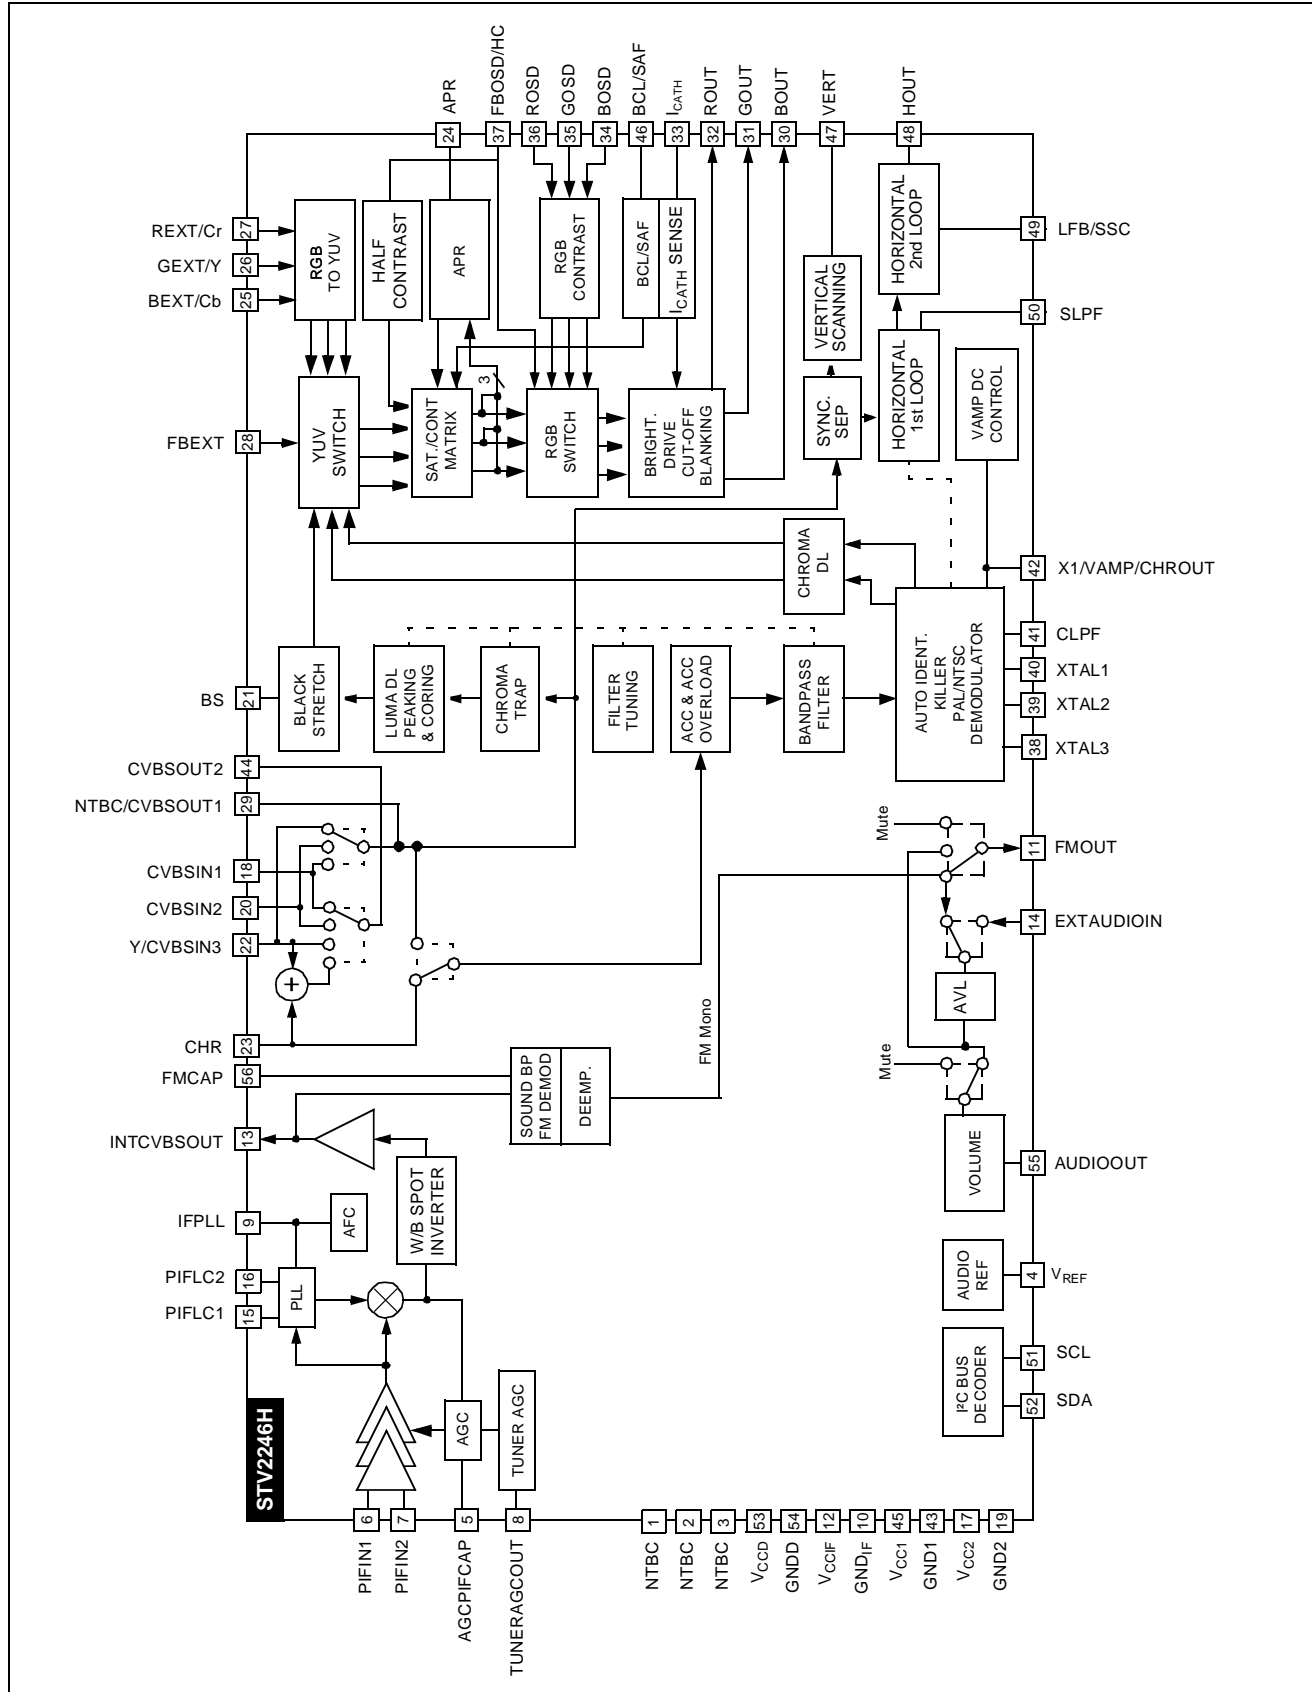 APR
FBOSD/HC
ROSD
GOSD
BOSD
BCL/SAF
ICATH
ROUT
GOUT
BOUT
VERT
HOUT
24
37
36
35
34
46
33
32
31
30
47
48
REXT/Cr
27
GEXT/Y
26
BEXT/Cb
25
RGB
TO YUV
HALF
CONTRAST
APR
RGB
CONTRAST
BCL/SAF
ICATH SENSE
VERTICAL
SCANNING
HORIZONTAL
2nd LOOP
49
LFB/SSC
50
SLPF
FBEXT
28
YUV
SWITCH
SAT./CONT
MATRIX
3
RGB
SWITCH
BRIGHT.
DRIVE
CUT-OFF
BLANKING
SYNC.
SEP
HORIZONTAL
1st LOOP
VAMP DC
CONTROL
CHROMA
DL
42
X1/VAMP/CHROUT
41
CLPF
40
XTAL1
39
XTAL2
38
XTAL3
BS
21
BLACK
STRETCH
LUMA DL
PEAKING
& CORING
CHROMA
TRAP
FILTER
TUNING
ACC & ACC
OVERLOAD
BANDPASS
FILTER
AUTO IDENT.
KILLER
PAL/NTSC
DEMODULATOR
CVBSOUT2
44
NTBC/CVBSOUT1
29
CVBSIN1
18
CVBSIN2
20
Y/CVBSIN3
22
+
CHR
23
FMCAP
56
Mute
11
FMOUT
14
EXTAUDIOIN
AVL
FM Mono
Mute
SOUND BP
FM DEMOD
DEEMP.
INTCVBSOUT
13
VOLUME
55
AUDIOOUT
W/B SPOT
INVERTER
IFPLL
9
AFC
PIFLC2
16
PIFLC1
15
PLL
AUDIO
REF
4
VREF
I²C BUS
DECODER
51
SCL
52
SDA
STV2246H
AGC
TUNER AGC
6
7
5
8
1
2
3
53
54
12
10
45
43
17
19
PIFIN1
PIFIN2
AGCPIFCAP
TUNERAGCOUT
NTBC
NTBC
NTBC
VCCD
GNDD
VCCIF
GNDIF
VCC1
GND1
VCC2
GND2